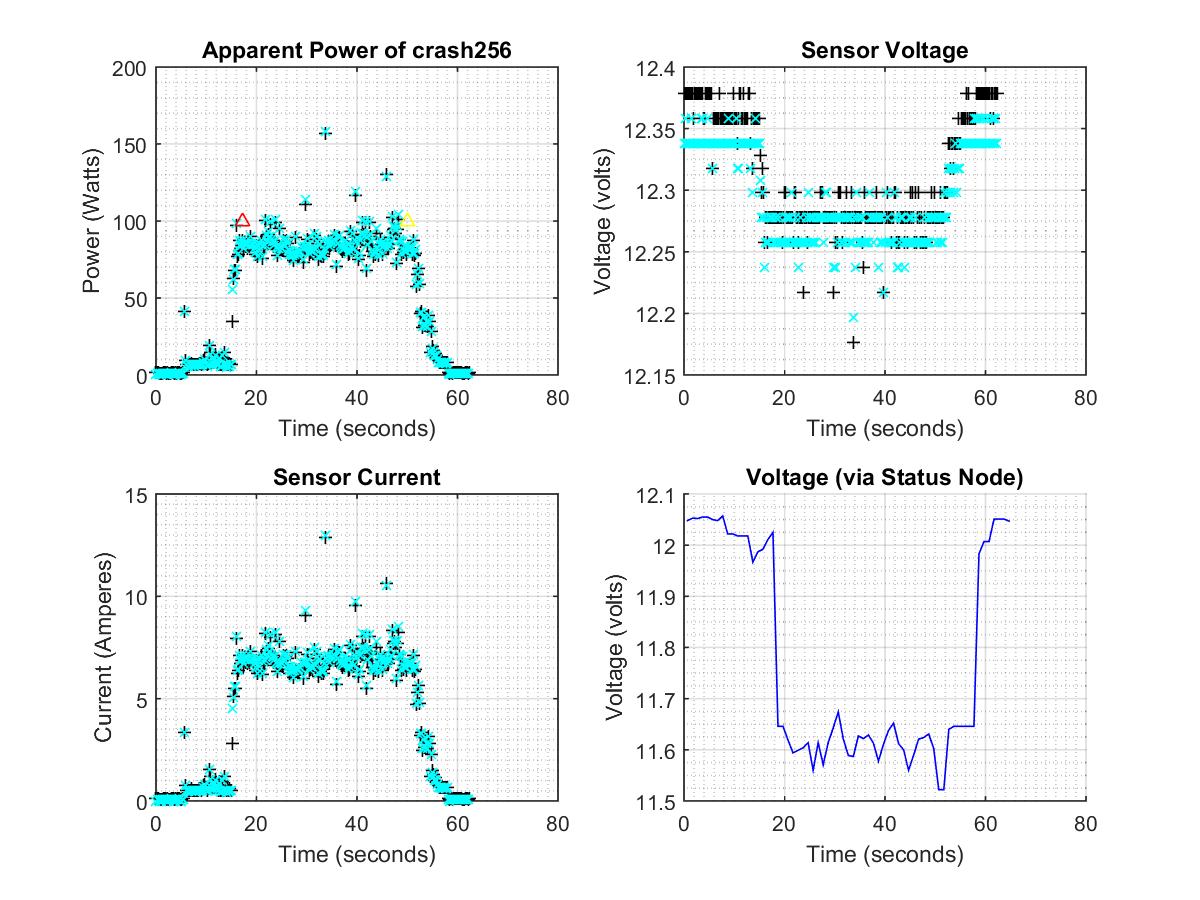 Apparent Power of crash256
200
150
100
50
0
Power (Watts)
0 20 40 60 80
Time (seconds)
Sensor Voltage
12.4
12.35
12.3
12.25
12.2
12.15
Voltage (volts)
0 20 40 60 80
Time (seconds)
Sensor Current
15
10
5
0
Current (Amperes)
0 20 40 60 80
Time (seconds)
Voltage (via Status Node)
12.1
12
11.9
11.8
11.7
11.6
11.5
Voltage (volts)
0 20 40 60 80
Time (seconds)